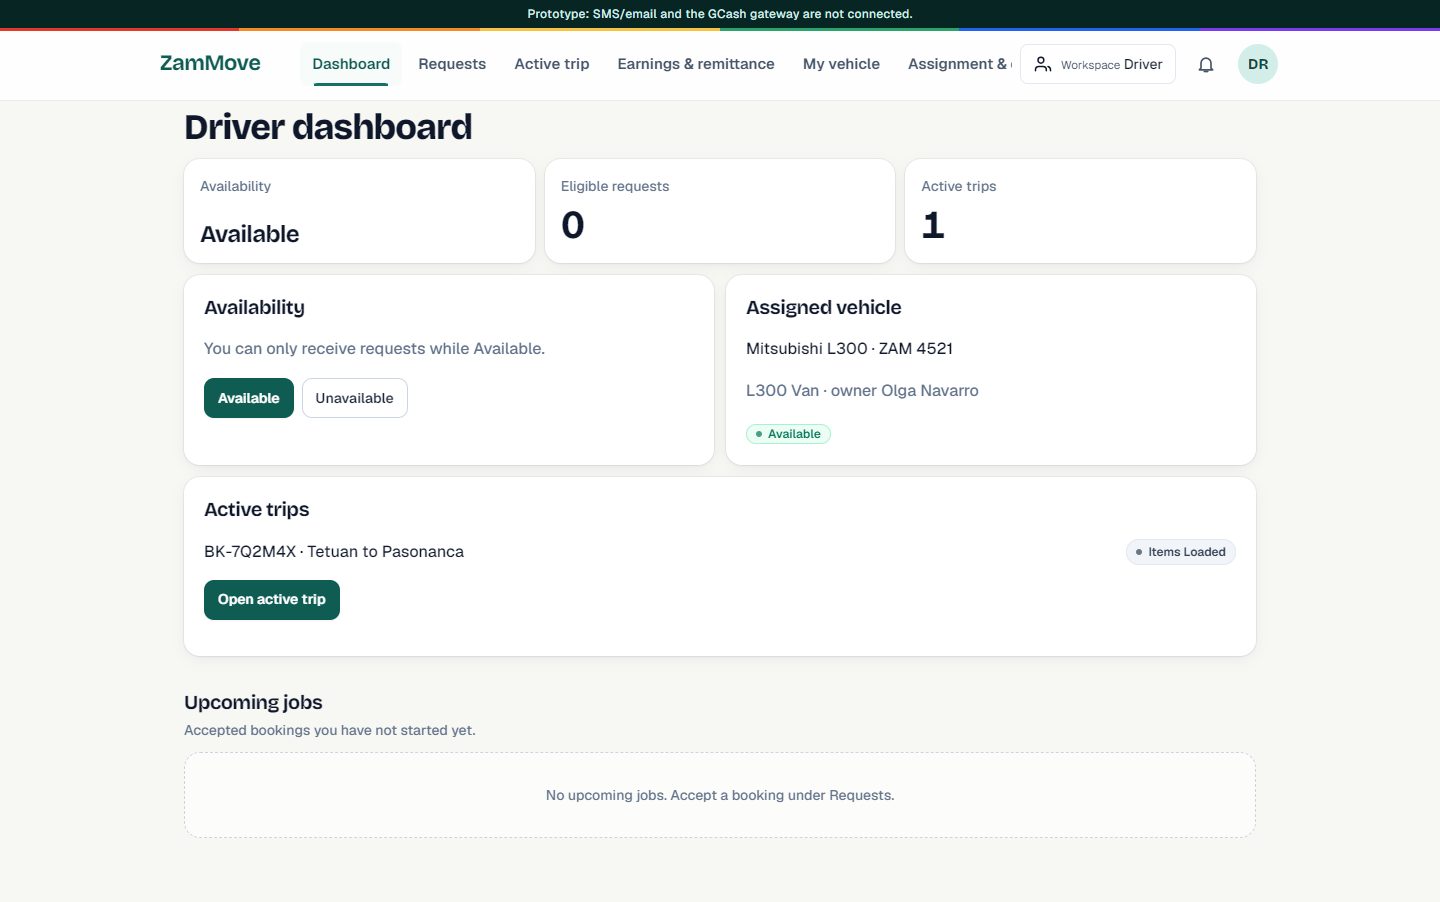 Prototype: SMS/email and the GCash gateway are not connected.
ZamMove
Dashboard
Requests
Active trip
Earnings & remittance
My vehicle
Assignment &
Workspace Driver
DR
Driver dashboard
Availability
Available
Eligible requests
0
Active trips
1
Availability
You can only receive requests while Available.
Available
Unavailable
Assigned vehicle
Mitsubishi L300 · ZAM 4521
L300 Van · owner Olga Navarro
Available
Active trips
BK-7Q2M4X · Tetuan to Pasonanca
Items Loaded
Open active trip
Upcoming jobs
Accepted bookings you have not started yet.
No upcoming jobs. Accept a booking under Requests.